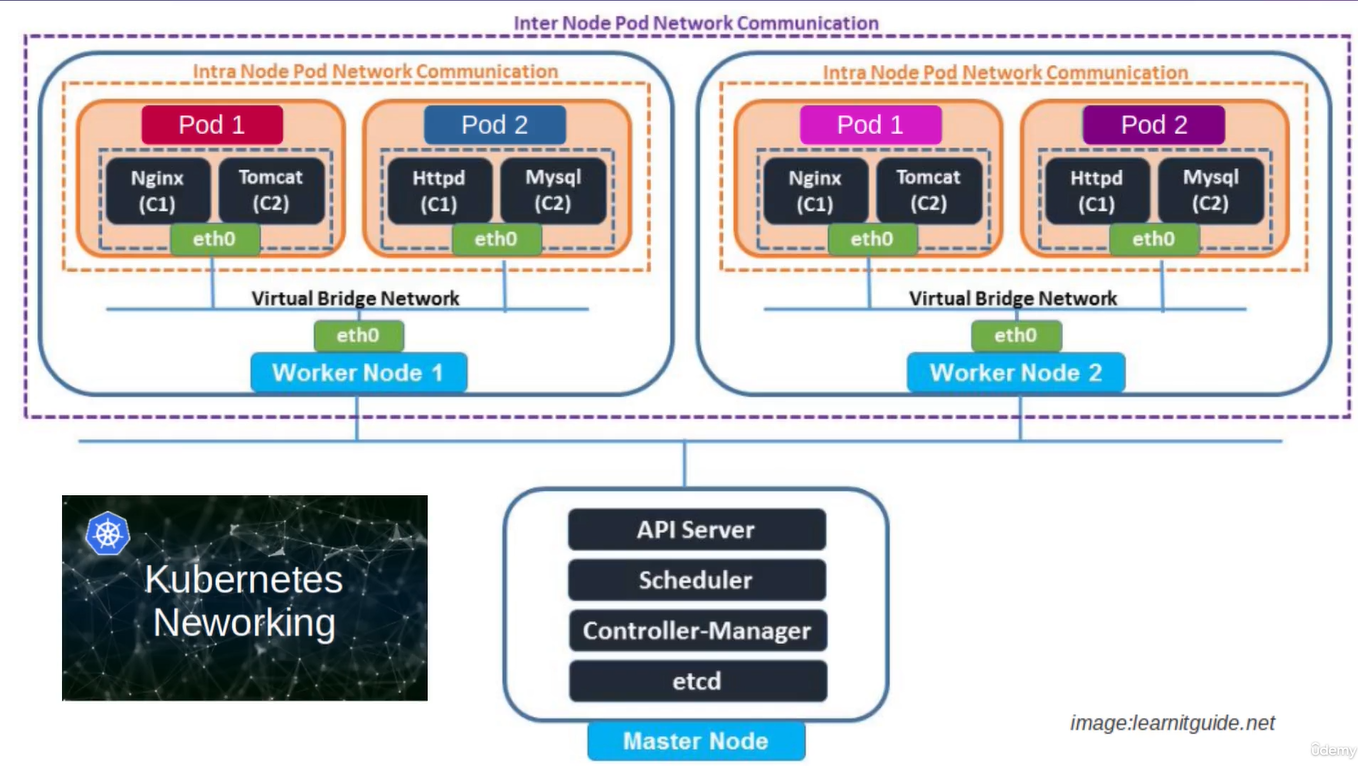 Inter Node Pod Network Communication
Intra Node Pod Network Communication
Pod 1
Pod 2
Nginx
(C1)
Tomcat
(C2)
Httpd
(C1)
Mysql
(C2)
eth0
eth0
Virtual Bridge Network
eth0
Worker Node 1
Intra Node Pod Network Communication
Pod 1
Pod 2
Nginx
(C1)
Tomcat
(C2)
Httpd
(C1)
Mysql
(C2)
eth0
eth0
Virtual Bridge Network
eth0
Worker Node 2
Kubernetes
Neworking
API Server
Scheduler
Controller-Manager
etcd
Master Node
image:learnitguide.net
ûdemy